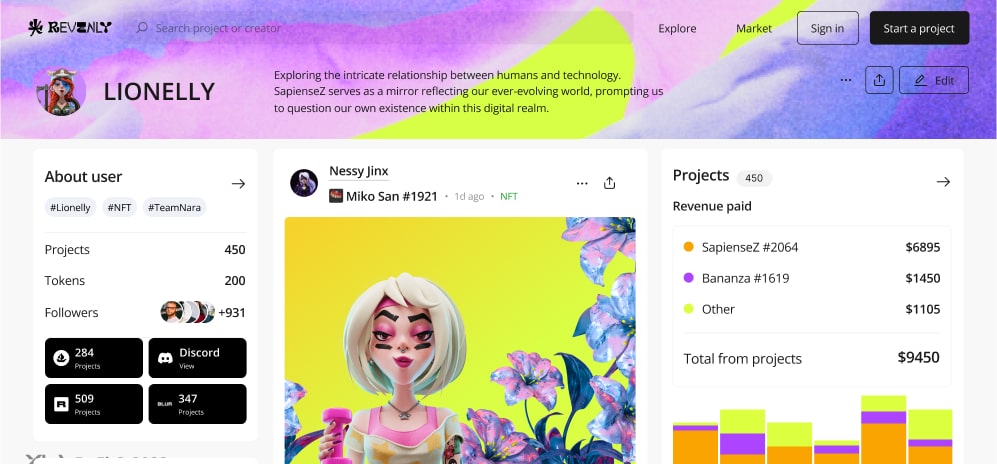 REVENLY
Search project or creator
Explore
Market
Sign in
Start a project
LIONELLY
Exploring the intricate relationship between humans and technology.
SapienseZ serves as a mirror reflecting our ever-evolving world, prompting us
to question our own existence within this digital realm.
Edit
About user
#Lionelly #NFT #TeamNara
Projects 450
Tokens 200
Followers +931
284
Projects
Discord
View
509
Projects
BLUR
347
Projects
Nessy Jinx
Miko San #1921 • 1d ago • NFT
Projects 450
Revenue paid
SapienseZ #2064 $6895
Bananza #1619 $1450
Other $1105
Total from projects $9450